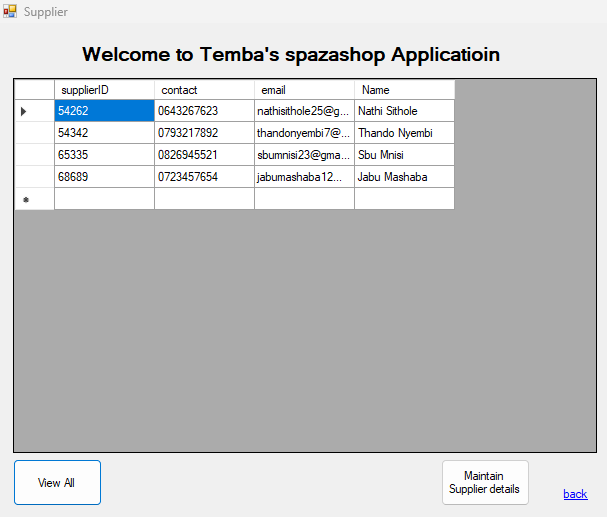 Supplier
Welcome to Temba's spazashop Applicatioin
supplierID contact email Name
54262 0643267623 nathisithole25@g... Nathi Sithole
54342 0793217892 thandonyembi7@... Thando Nyembi
65335 0826945521 sbumnisi23@gma... Sbu Mnisi
68689 0723457654 jabumashaba12... Jabu Mashaba
View All
Maintain
Supplier details
back